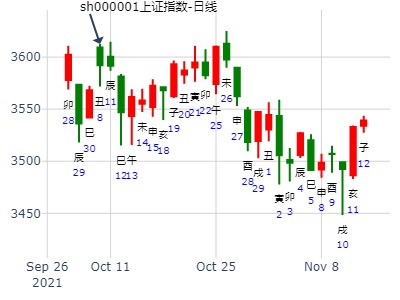 sh000001上证指数-日线
3600
3550
3500
3450
卯
28
辰
29
巳
30
丑
8
辰
11
巳
12
午
13
未
14
申
15
亥
18
子
19
丑
20
寅
21
卯
22
午
25
未
26
申
27
酉
28
戌
29
丑
1
寅
2
卯
3
辰
4
巳
5
申
8
酉
9
戌
10
亥
11
子
12
Sep 26
2021
Oct 11
Oct 25
Nov 8